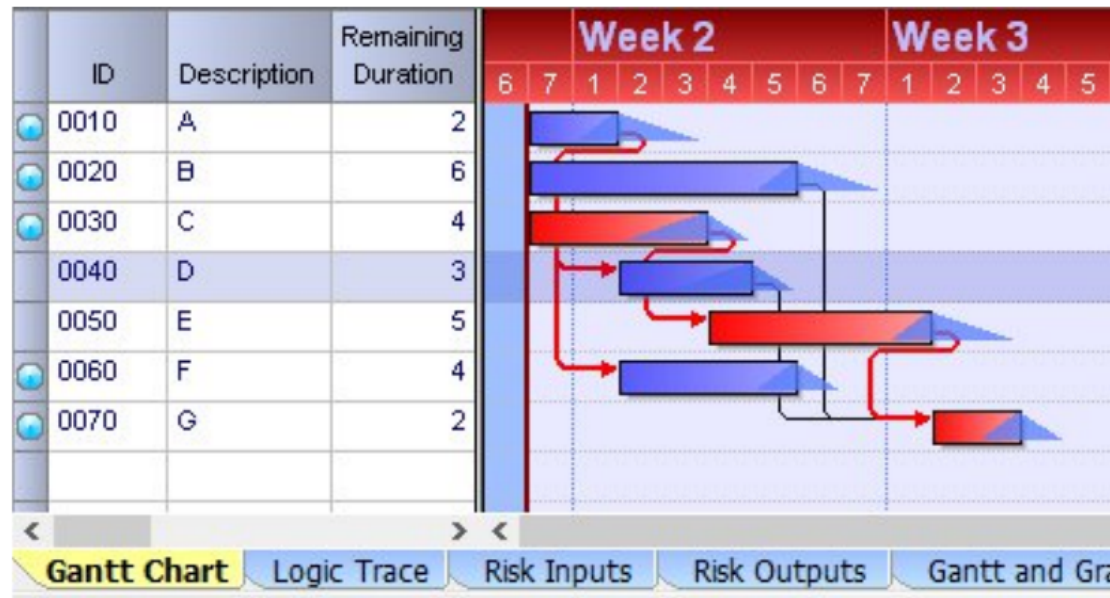 ID Description Remaining Duration
Week 2 Week 3
6 7 1 2 3 4 5 6 7 1 2 3 4 5
0010 A 2
0020 B 6
0030 C 4
0040 D 3
0050 E 5
0060 F 4
0070 G 2
Gantt Chart Logic Trace Risk Inputs Risk Outputs Gantt and Gra